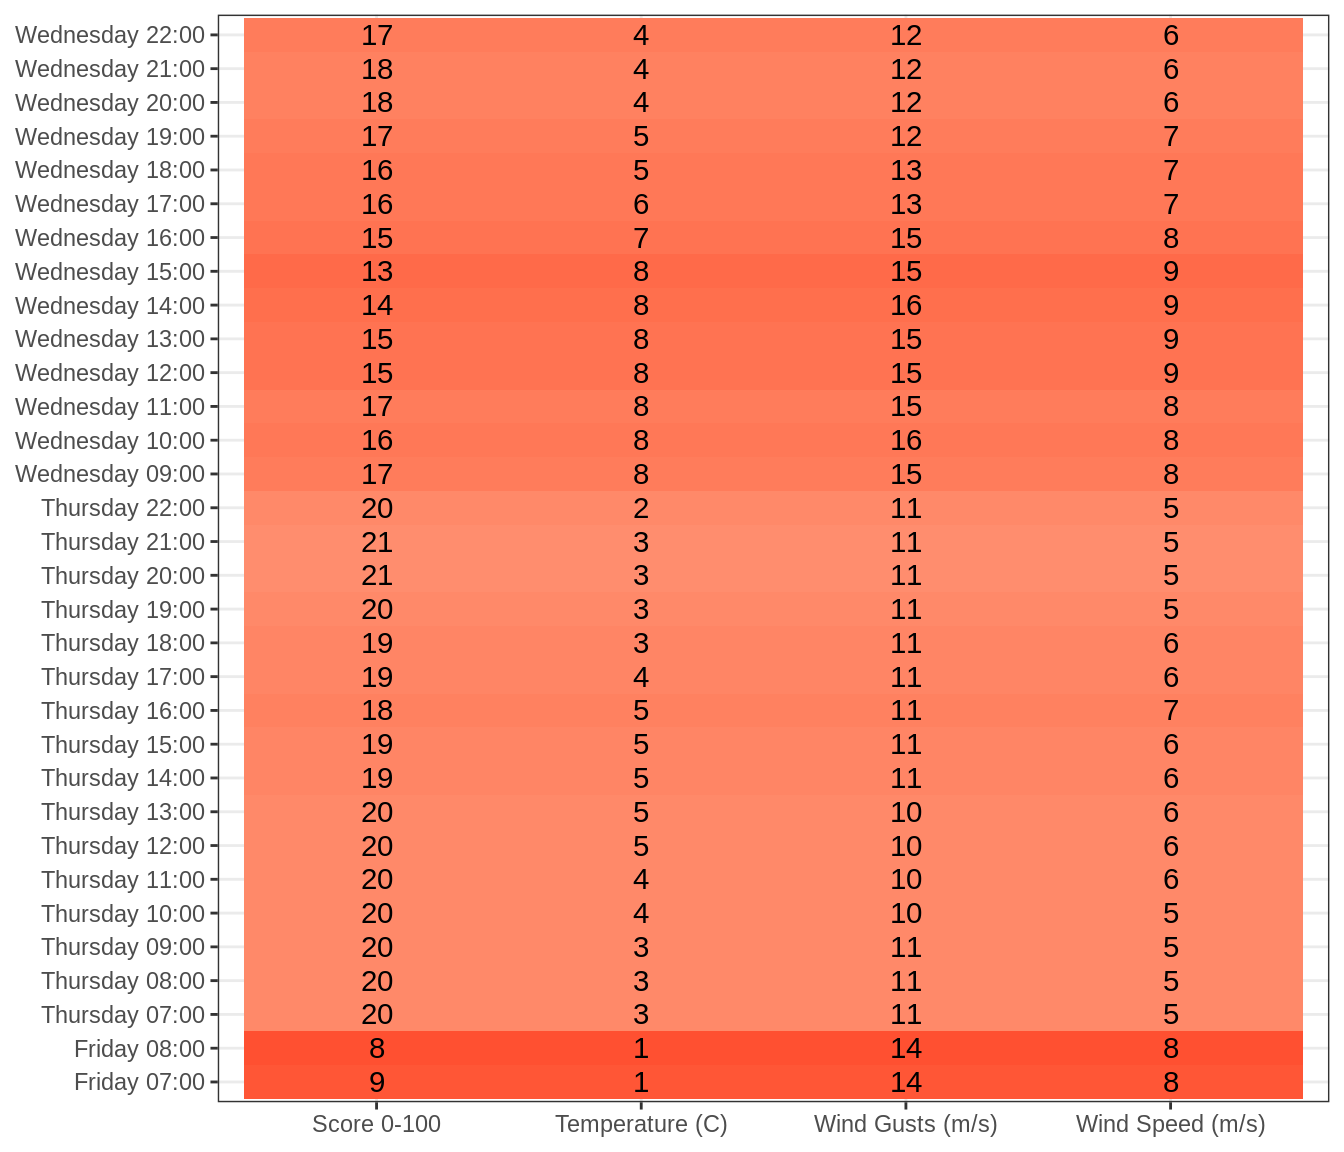 Wednesday 22:00 17 4 12 6
Wednesday 21:00 18 4 12 6
Wednesday 20:00 18 4 12 6
Wednesday 19:00 17 5 12 7
Wednesday 18:00 16 5 13 7
Wednesday 17:00 16 6 13 7
Wednesday 16:00 15 7 15 8
Wednesday 15:00 13 8 15 9
Wednesday 14:00 14 8 16 9
Wednesday 13:00 15 8 15 9
Wednesday 12:00 15 8 15 9
Wednesday 11:00 17 8 15 8
Wednesday 10:00 16 8 16 8
Wednesday 09:00 17 8 15 8
Thursday 22:00 20 2 11 5
Thursday 21:00 21 3 11 5
Thursday 20:00 21 3 11 5
Thursday 19:00 20 3 11 5
Thursday 18:00 19 3 11 6
Thursday 17:00 19 4 11 6
Thursday 16:00 18 5 11 7
Thursday 15:00 19 5 11 6
Thursday 14:00 19 5 11 6
Thursday 13:00 20 5 10 6
Thursday 12:00 20 5 10 6
Thursday 11:00 20 4 10 6
Thursday 10:00 20 4 10 5
Thursday 09:00 20 3 11 5
Thursday 08:00 20 3 11 5
Thursday 07:00 20 3 11 5
Friday 08:00 8 1 14 8
Friday 07:00 9 1 14 8
Score 0-100 Temperature (C) Wind Gusts (m/s) Wind Speed (m/s)